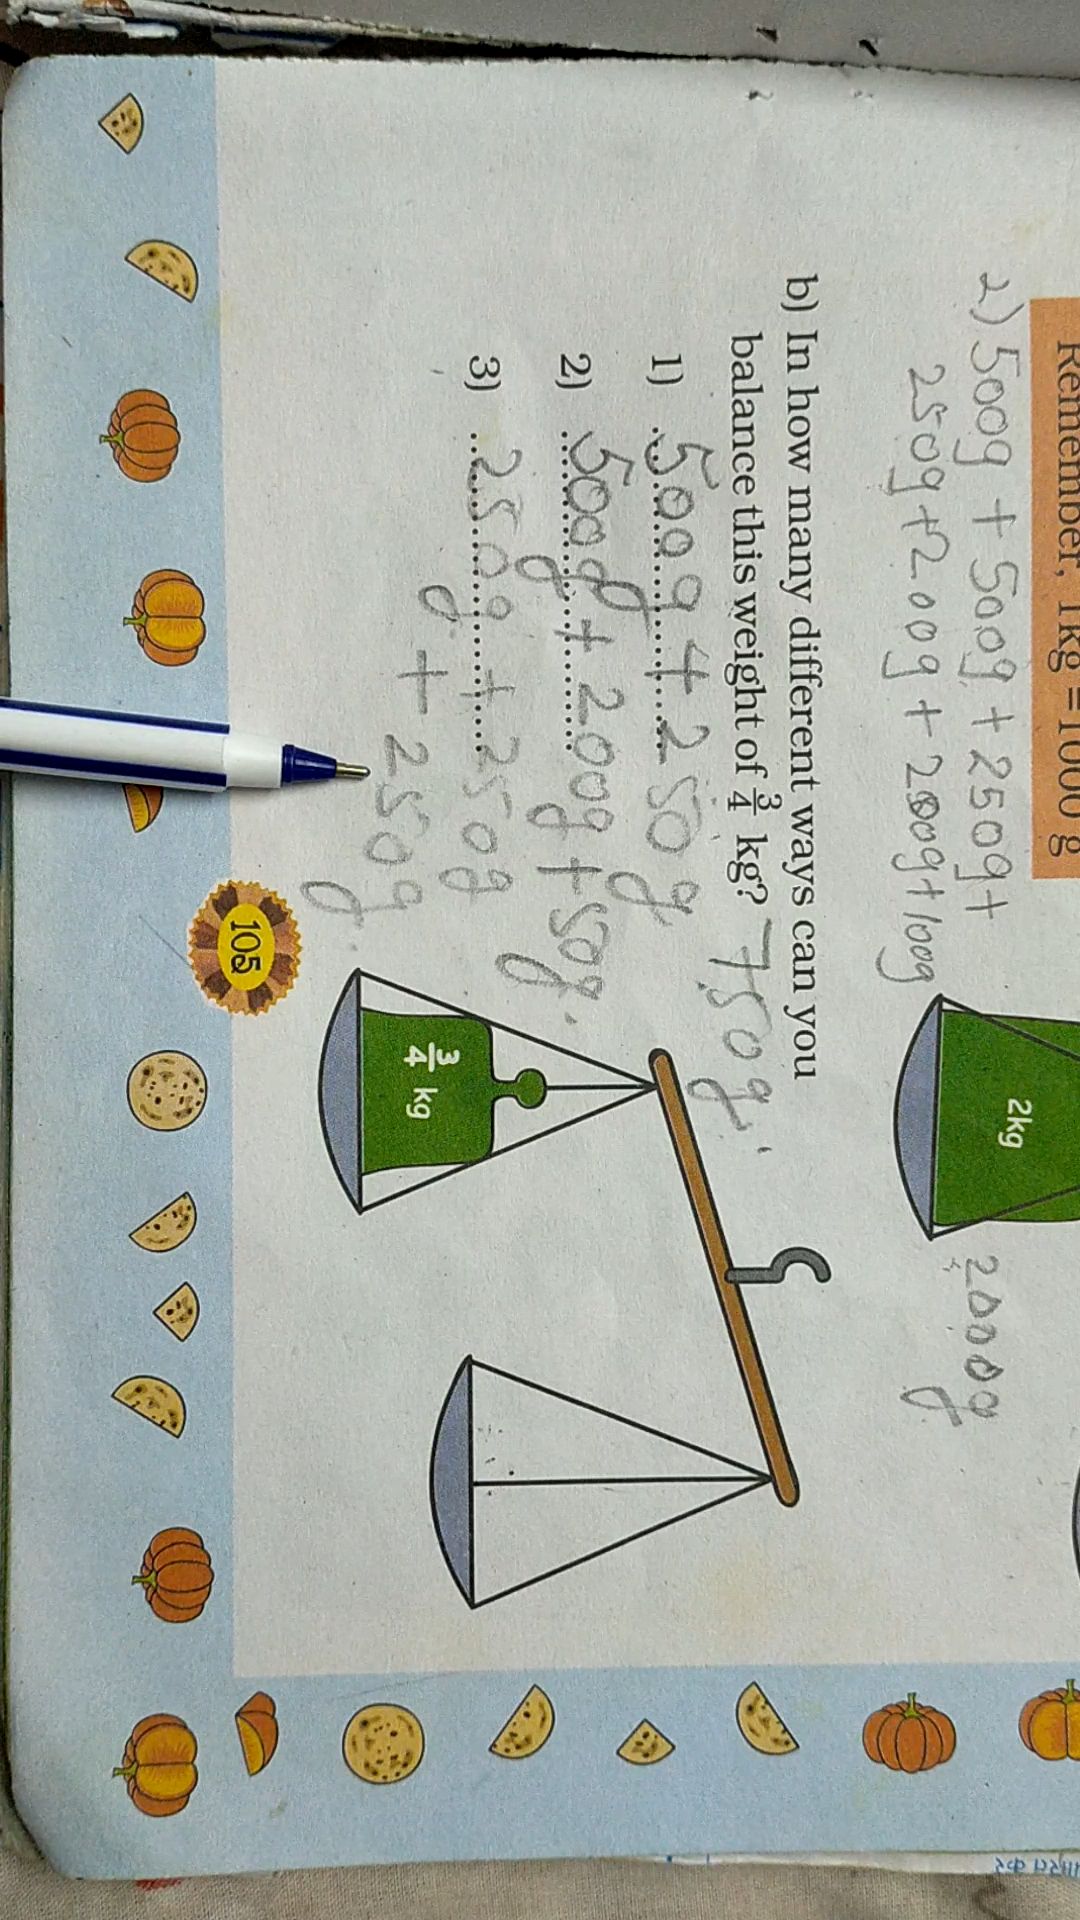 Remember, 1kg =1000 g
2) 500g + 500g + 250g +
250g + 200g + 200g + 100g
2kg
2000g
b) In how many different ways can you
balance this weight of 3/4 kg? 750g.
1) 500g + 250g
2) 500g + 200g + 50g.
3) 250g + 250g
+ 250g.
3/4 kg
105